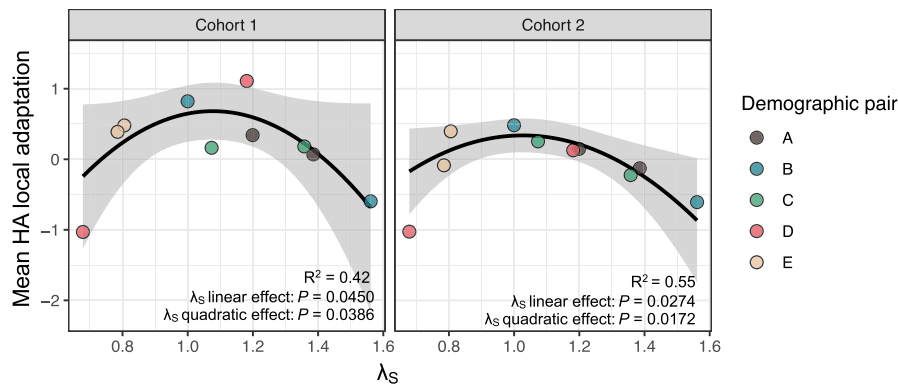 Cohort 1
Cohort 2
Mean HA local adaptation
1
0
−1
−2
R² = 0.42
λS linear effect: P = 0.0450
λS quadratic effect: P = 0.0386
R² = 0.55
λS linear effect: P = 0.0274
λS quadratic effect: P = 0.0172
0.8 1.0 1.2 1.4 1.6
0.8 1.0 1.2 1.4 1.6
λS
Demographic pair
A
B
C
D
E